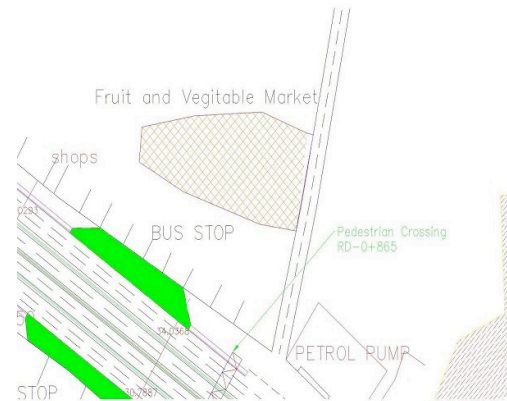 Fruit and Vegitable Market
shops
BUS STOP
Pedestrian Crossing
RD-0+865
PETROL PUMP
STOP